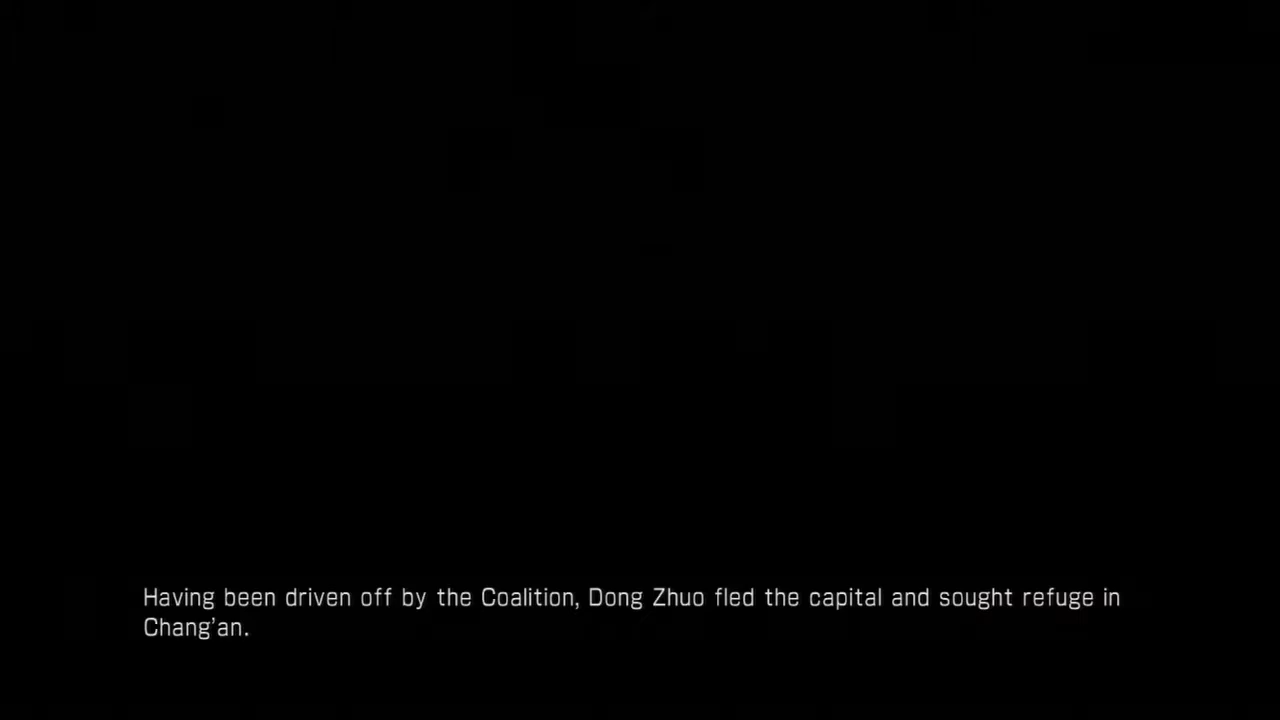 Having been driven off by the Coalition, Dong Zhuo fled the capital and sought refuge in
Chang'an.